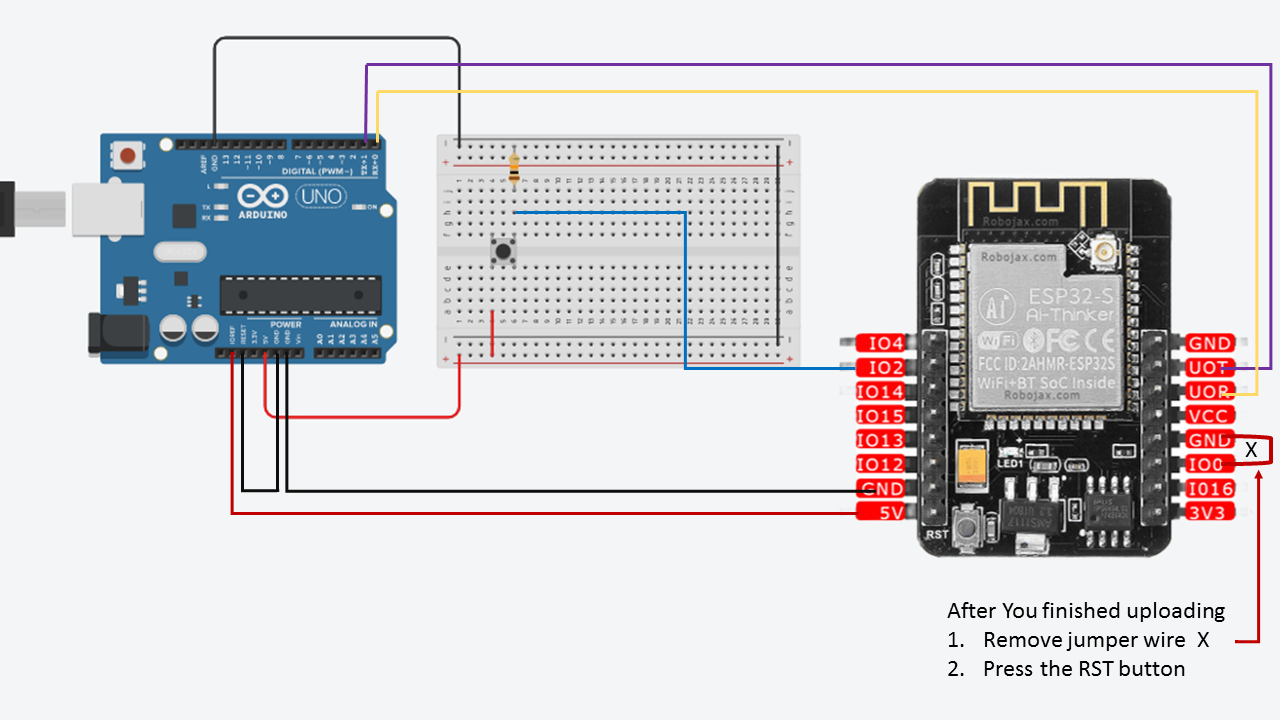 AREF
GND
13
12
~11
~10
~9
8
7
~6
~5
4
~3
2
TX→1
RX←0
DIGITAL (PWM~)
L
TX
RX
ARDUINO
UNO
ON
POWER
ANALOG IN
IOREF
RESET
3.3V
5V
GND
GND
Vin
A0
A1
A2
A3
A4
A5
Robojax.com
Robojax.com
Ai
ESP32-S
Ai-Thinker
Wi Fi
FCC ID:2AHMR-ESP32S
WiFi+BT SoC Inside
Robojax.com
IO4
IO2
IO14
IO15
IO13
IO12
GND
5V
GND
UOT
UOR
VCC
GND
IO0
IO16
3V3
X
LED1
AMS1117
RST
After You finished uploading
1. Remove jumper wire X
2. Press the RST button